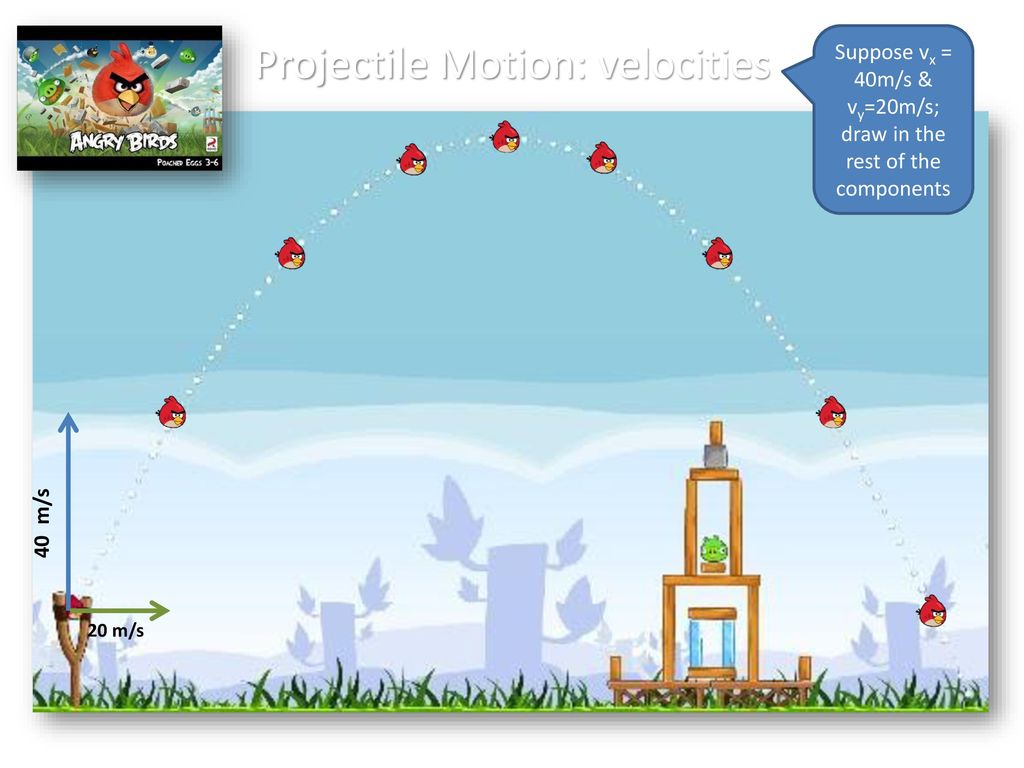 Projectile Motion: velocities
Suppose vₓ =
40m/s &
vᵧ=20m/s;
draw in the
rest of the
components
ANGRY BIRDS
POACHED EGGS 3-6
40 m/s
20 m/s